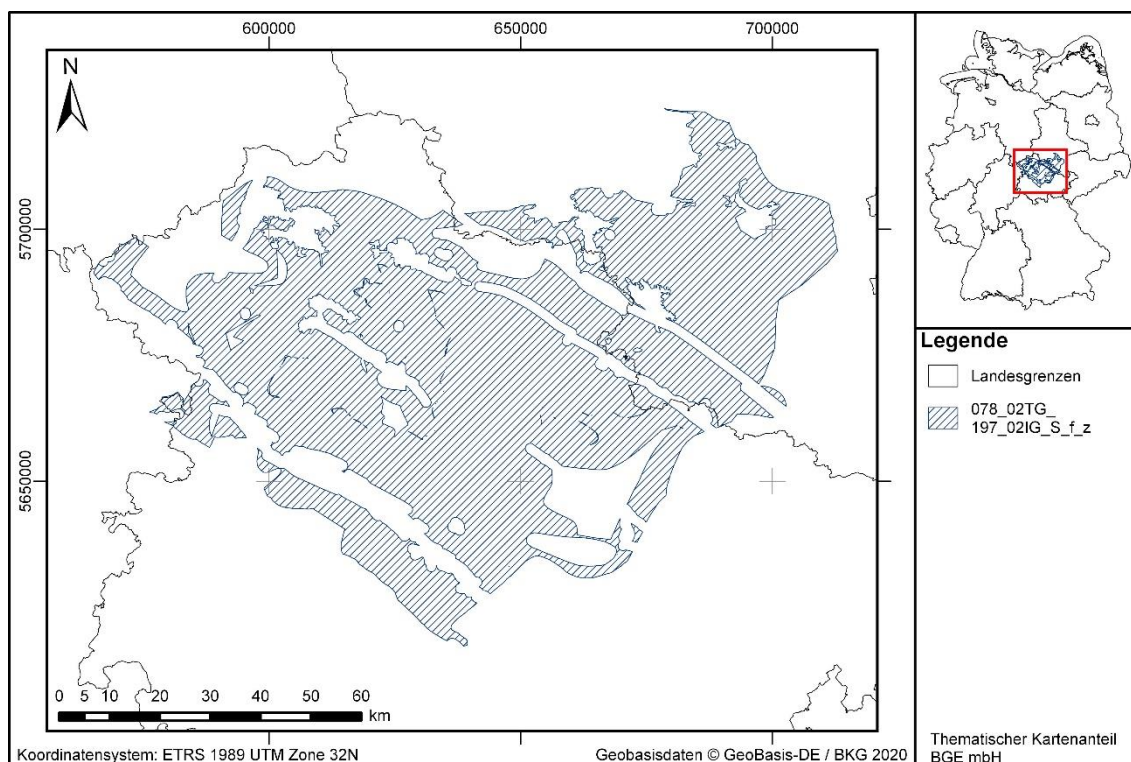 600000 650000 700000
N
5700000
5650000
0 5 10 20 30 40 50 60
km
Koordinatensystem: ETRS 1989 UTM Zone 32N
Geobasisdaten © GeoBasis-DE / BKG 2020
Legende
Landesgrenzen
078_02TG_
197_02IG_S_f_z
Thematischer Kartenanteil
BGE mbH